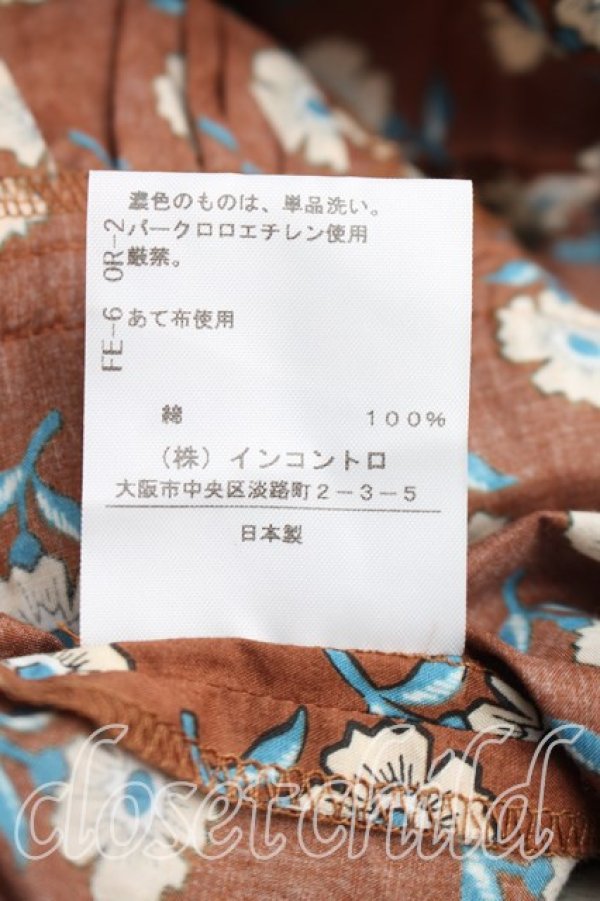 濃色のものは、単品洗い。
パークロロエチレン使用
厳禁。
あて布使用
FE-6 OR-2
綿 100%
(株)インコントロ
大阪市中央区淡路町2-3-5
日本製
closet child